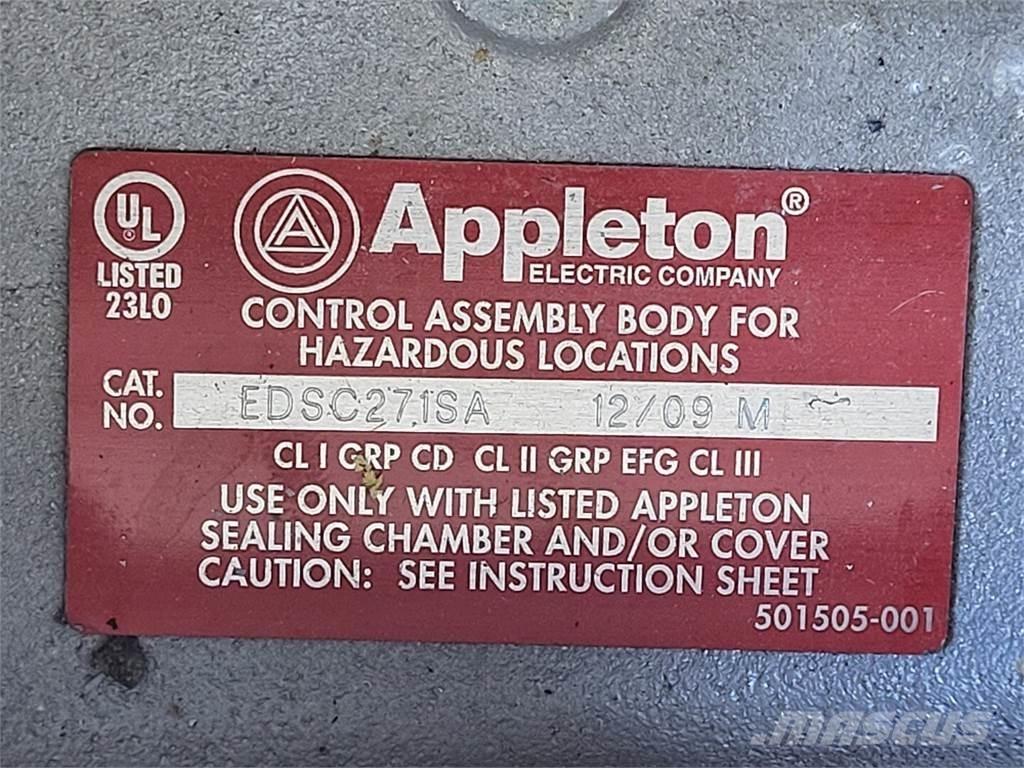 UL
LISTED
23L0
A
Appleton®
ELECTRIC COMPANY
CONTROL ASSEMBLY BODY FOR
HAZARDOUS LOCATIONS
CAT.
NO.
EDSC271SA 12/09 M
CL I GRP CD CL II GRP EFG CL III
USE ONLY WITH LISTED APPLETON
SEALING CHAMBER AND/OR COVER
CAUTION: SEE INSTRUCTION SHEET
501505-001
MASCUS